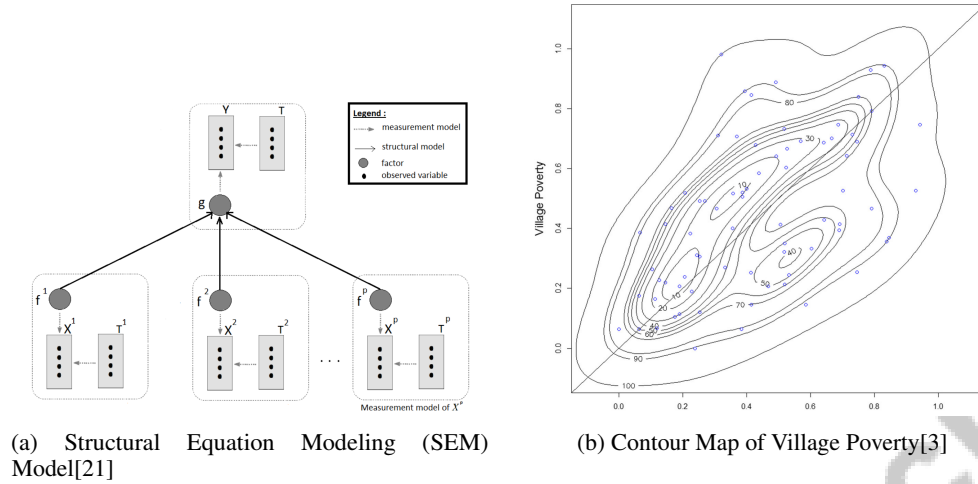 Y T
Legend :
measurement model
structural model
factor
observed variable
g
f 1
f 2
f p
X 1 T 1
X 2 T 2
. . .
X p T p
Measurement model of X p
(a) Structural Equation Modeling (SEM)
Model[21]
Village Poverty
1.0
0.8
0.6
0.4
0.2
0.0
0.0 0.2 0.4 0.6 0.8 1.0
80
30
10
40
50
70
10
20
40
60
90
100
(b) Contour Map of Village Poverty[3]